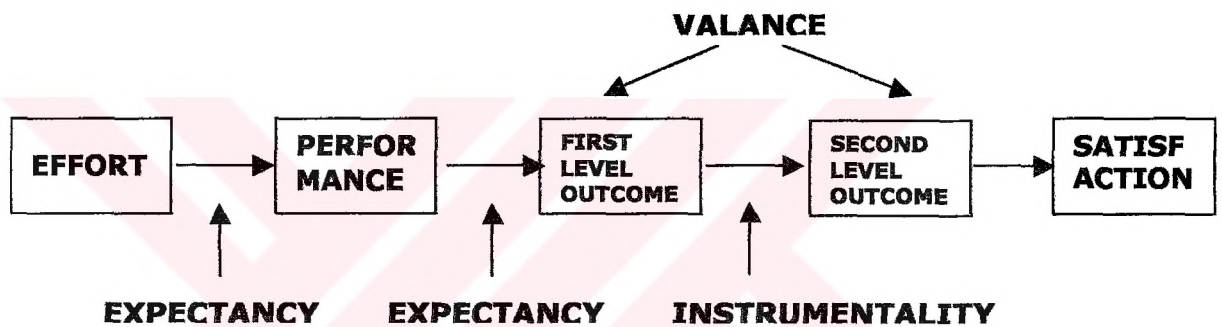 VALANCE
EFFORT
PERFOR
MANCE
FIRST
LEVEL
OUTCOME
SECOND
LEVEL
OUTCOME
SATISF
ACTION
EXPECTANCY EXPECTANCY INSTRUMENTALITY